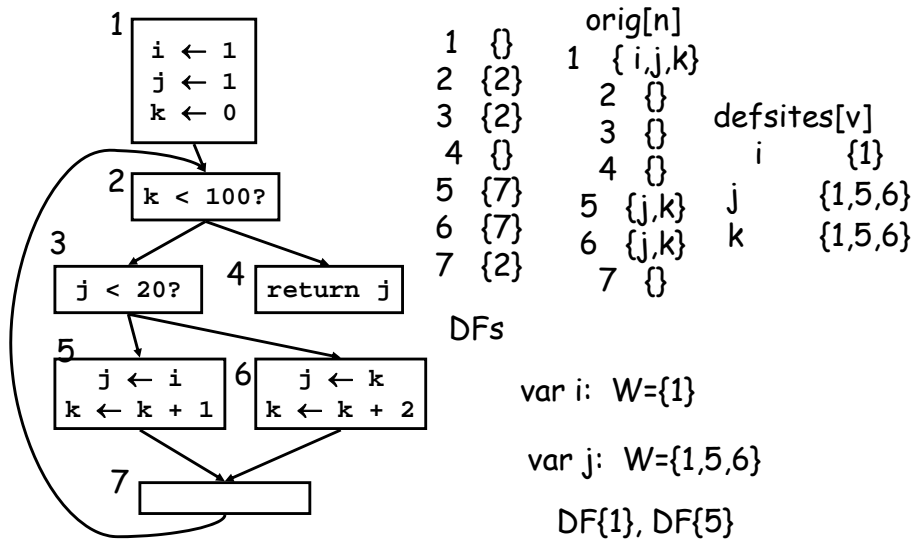 1
i ← 1
j ← 1
k ← 0
2
k < 100?
3
j < 20?
4
return j
5
j ← i
k ← k + 1
6
j ← k
k ← k + 2
7
1 {}
2 {2}
3 {2}
4 {}
5 {7}
6 {7}
7 {2}
DFs
orig[n]
1 { i,j,k}
2 {}
3 {}
4 {}
5 {j,k}
6 {j,k}
7 {}
defsites[v]
i {1}
j {1,5,6}
k {1,5,6}
var i: W={1}
var j: W={1,5,6}
DF{1}, DF{5}